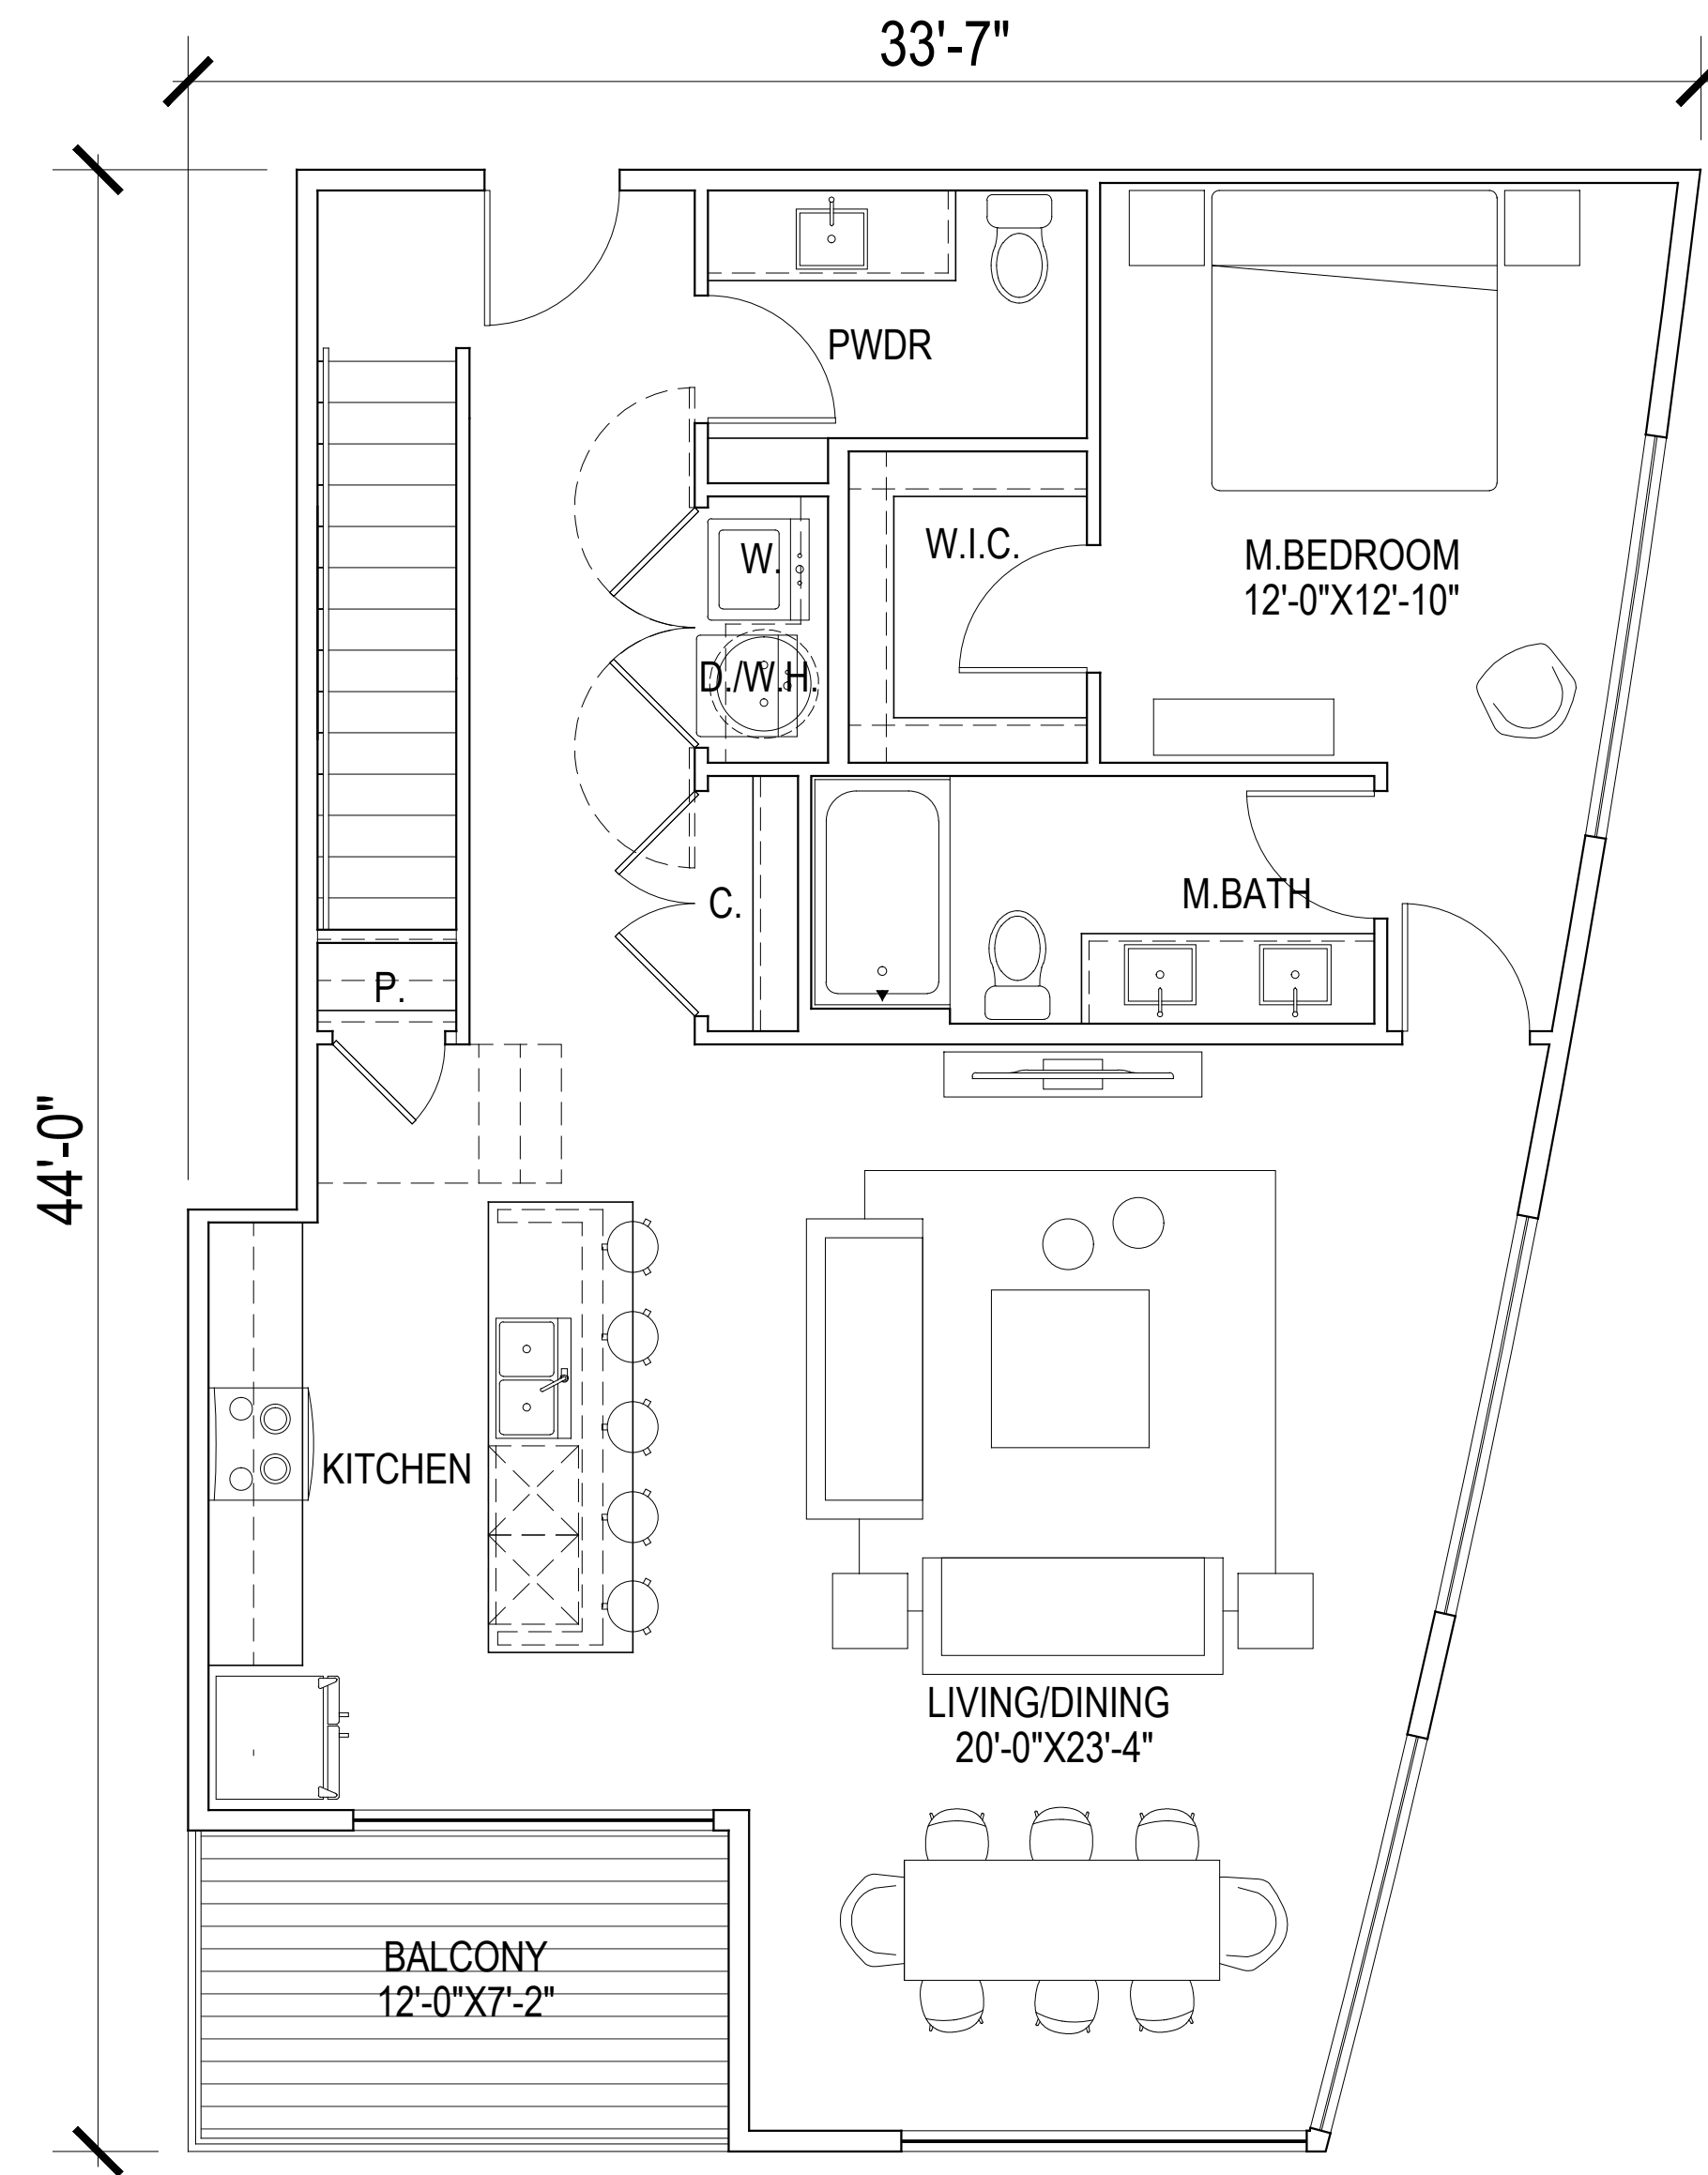 33'-7"
44'-0"
PWDR
W.
W.I.C.
M.BEDROOM
12'-0"X12'-10"
D./W.H.
C.
M.BATH
P.
KITCHEN
LIVING/DINING
20'-0"X23'-4"
BALCONY
12'-0"X7'-2"